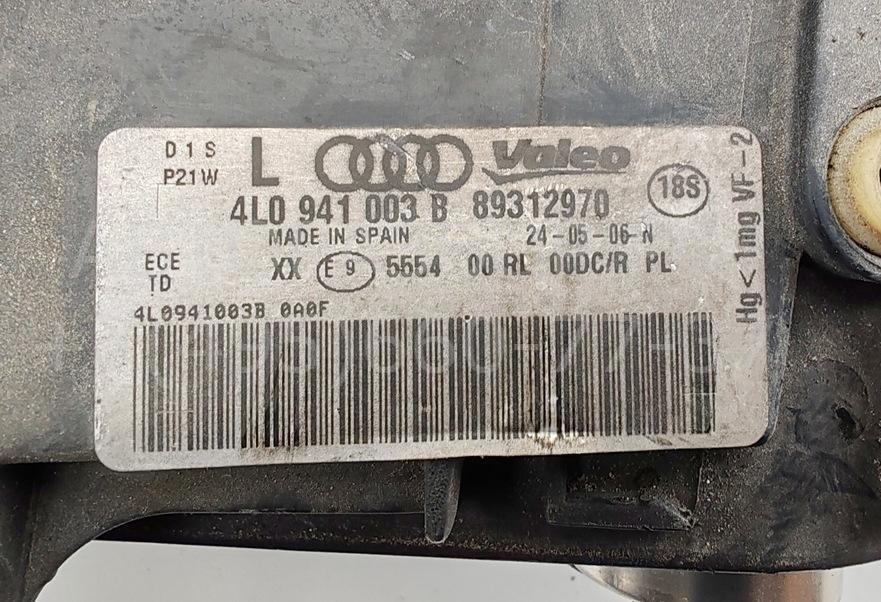 D1S L Valeo
P21W 18S
4L0 941 003 B 89312970
MADE IN SPAIN 24-05-06-N
ECE XX E9 5554 00 RL 00DC/R PL
TD
4L0941003B 0A0F
Hg<1mg VF-2